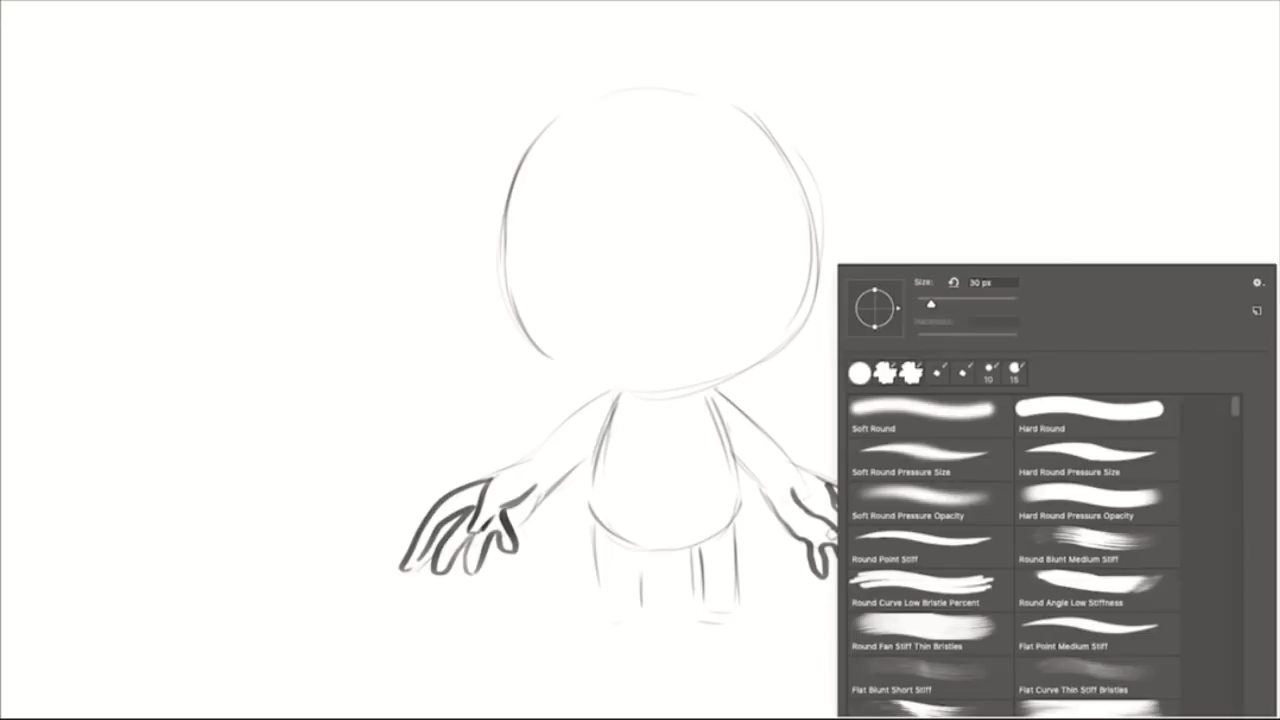 Size: 30 px
10 15
Soft Round Hard Round
Soft Round Pressure Size Hard Round Pressure Size
Soft Round Pressure Opacity Hard Round Pressure Opacity
Round Point Stiff Round Blunt Medium Stiff
Round Curve Low Bristle Percent Round Angle Low Stiffness
Round Fan Stiff Thin Bristles Flat Point Medium Stiff
Flat Blunt Short Stiff Flat Curve Thin Stiff Bristles